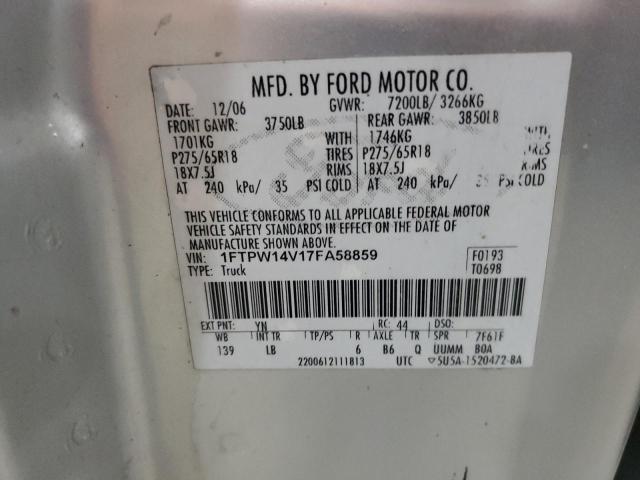 MFD. BY FORD MOTOR CO.
DATE: 12/06 GVWR: 7200LB/ 3266KG
FRONT GAWR: 3750LB REAR GAWR: 3850LB
1701KG WITH 1746KG WITH
P275/65R18 TIRES P275/65R18 TIRES
18X7.5J RIMS 18X7.5J RIMS
AT 240 kPa/ 35 PSI COLD AT 240 kPa/ 35 PSI COLD
THIS VEHICLE CONFORMS TO ALL APPLICABLE FEDERAL MOTOR
VEHICLE SAFETY STANDARDS IN EFFECT ON THE DATE OF
MANUFACTURE SHOWN ABOVE.
VIN: 1FTPW14V17FA58859 F0193
TYPE: Truck T0698
EXT PNT: YN RC: 44 DSO:
WB INT TR TP/PS R AXLE TR SPR 7F61F
139 LB 6 B6 Q UUMM B0A
2200612111813 UTC 5U5A-1520472-BA